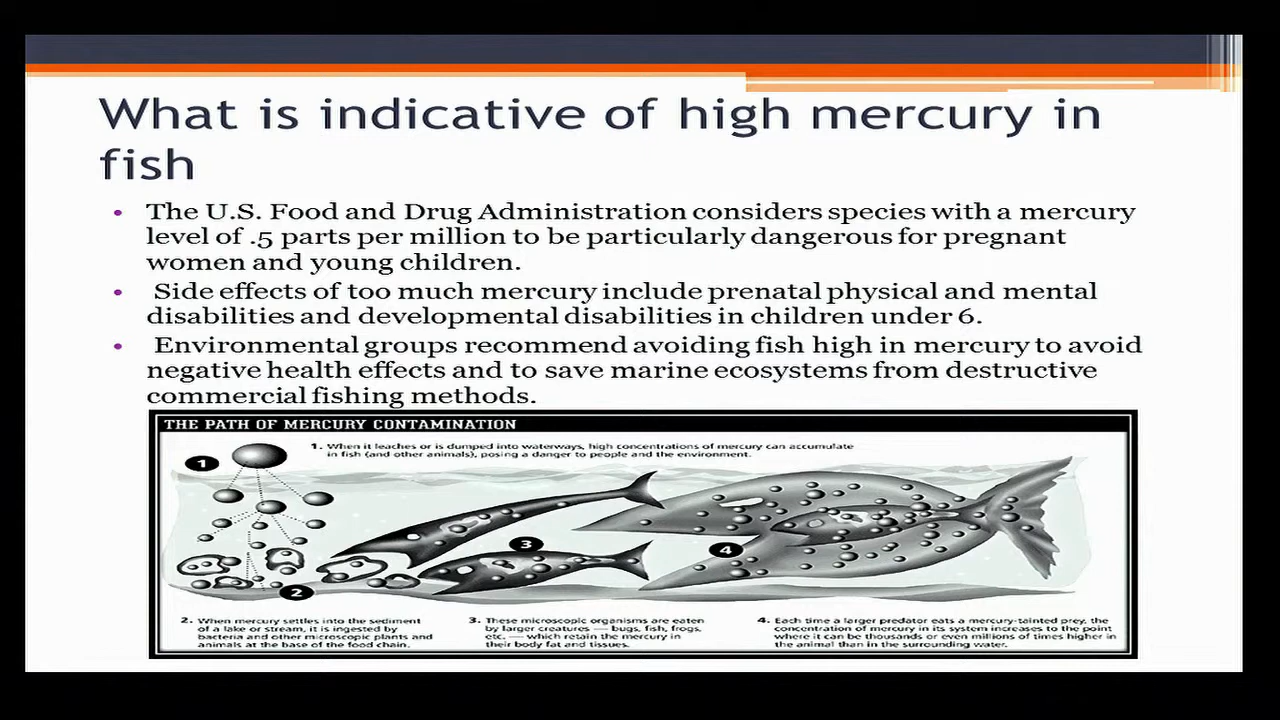 What is indicative of high mercury in
fish
• The U.S. Food and Drug Administration considers species with a mercury
level of .5 parts per million to be particularly dangerous for pregnant
women and young children.
• Side effects of too much mercury include prenatal physical and mental
disabilities and developmental disabilities in children under 6.
• Environmental groups recommend avoiding fish high in mercury to avoid
negative health effects and to save marine ecosystems from destructive
commercial fishing methods.
THE PATH OF MERCURY CONTAMINATION
1. When it leaches or is dumped into waterways, high concentrations of mercury can accumulate
in fish (and other animals), posing a danger to people and the environment.
1
3
4
2
2. When mercury settles into the sediment
of a lake or stream, it is ingested by
bacteria and other microscopic plants and
animals at the base of the food chain.
3. These microscopic organisms are eaten
by larger creatures — bugs, fish, frogs,
etc. — which retain the mercury in
their body fat and tissues.
4. Each time a larger predator eats a mercury-tainted prey, the
concentration of mercury in its system increases to the point
where it can be thousands or even millions of times higher in
the animal than in the surrounding water.